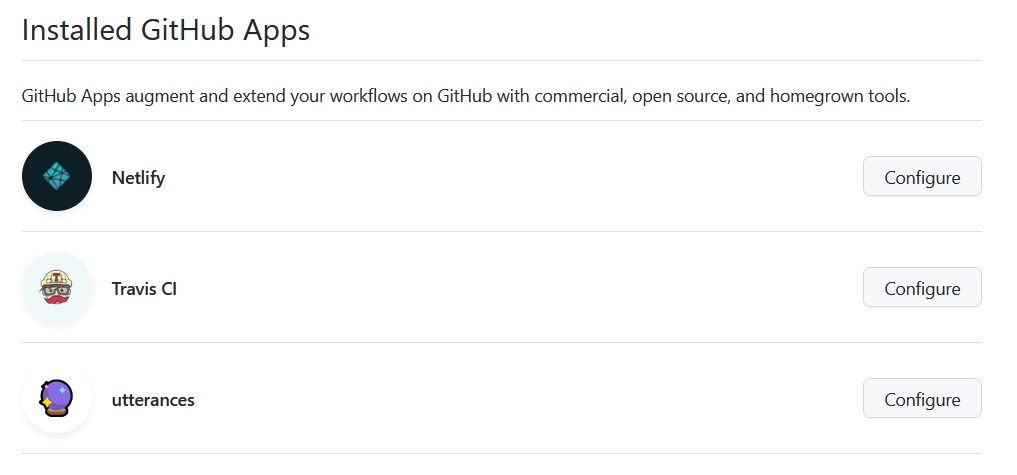 Installed GitHub Apps
GitHub Apps augment and extend your workflows on GitHub with commercial, open source, and homegrown tools.
Netlify
Configure
T
Travis CI
Configure
utterances
Configure